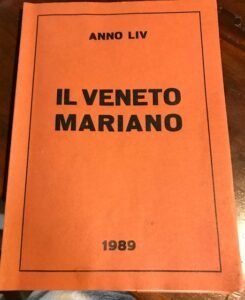 ANNO LIV
IL VENETO
MARIANO
1989